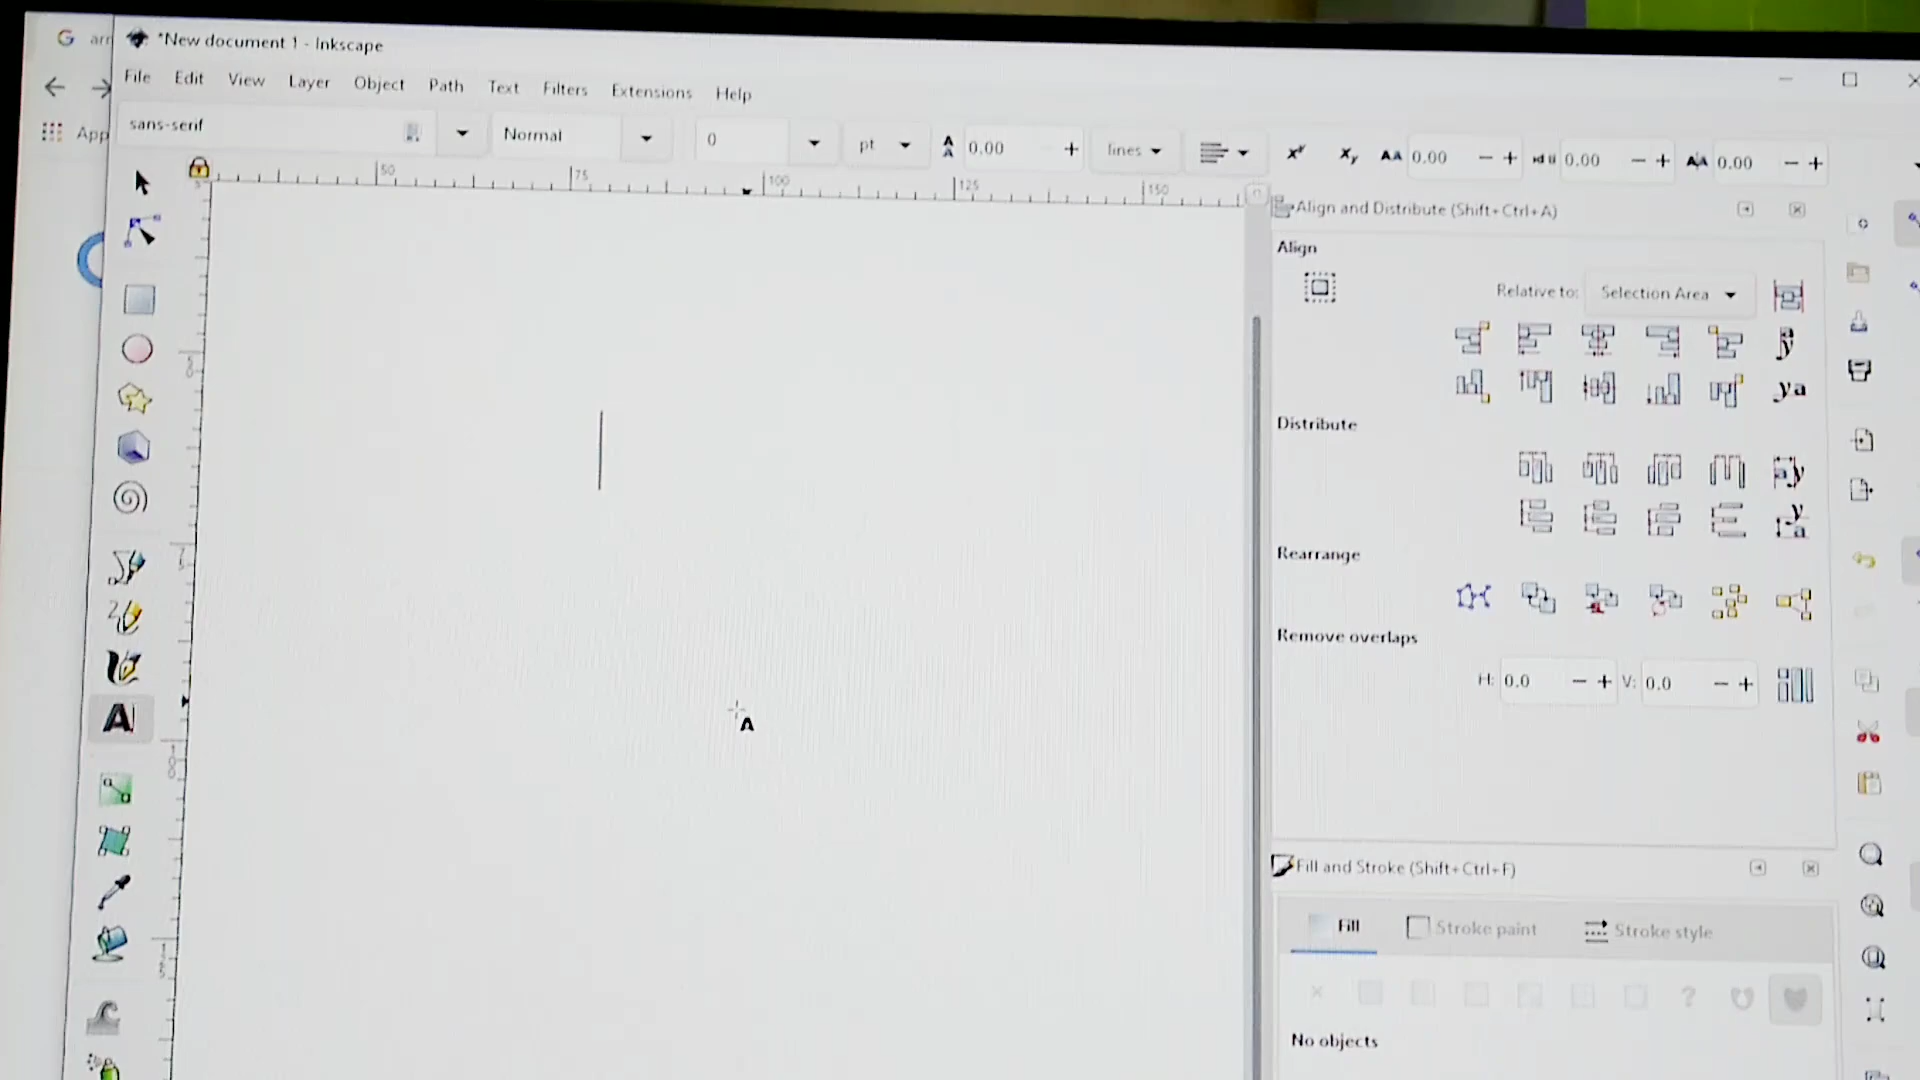 G arr
*New document 1 - Inkscape
File Edit View Layer Object Path Text Filters Extensions Help
App
sans-serif
Normal
0
pt
0.00 +
lines
0.00 - +
0.00 - +
0.00 - +
50 75 100 125 150
Align and Distribute (Shift+Ctrl+A)
Align
Relative to: Selection Area
Distribute
Rearrange
Remove overlaps
H: 0.0 - + V: 0.0 - +
Fill and Stroke (Shift+Ctrl+F)
Fill Stroke paint Stroke style
No objects